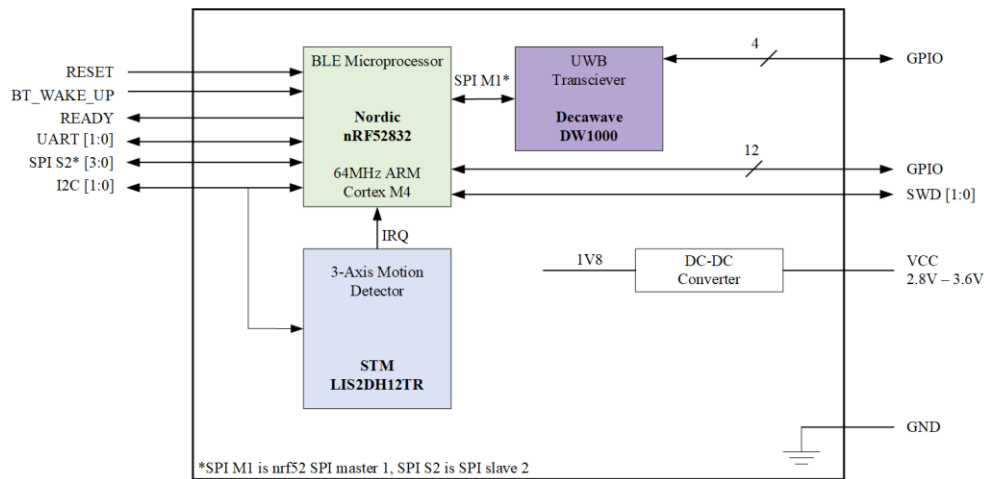 RESET
BT_WAKE_UP
READY
UART [1:0]
SPI S2* [3:0]
I2C [1:0]
BLE Microprocessor
Nordic
nRF52832
64MHz ARM
Cortex M4
SPI M1*
UWB
Transciever
Decawave
DW1000
4
GPIO
12
GPIO
SWD [1:0]
IRQ
3-Axis Motion
Detector
STM
LIS2DH12TR
1V8
DC-DC
Converter
VCC
2.8V – 3.6V
GND
*SPI M1 is nrf52 SPI master 1, SPI S2 is SPI slave 2